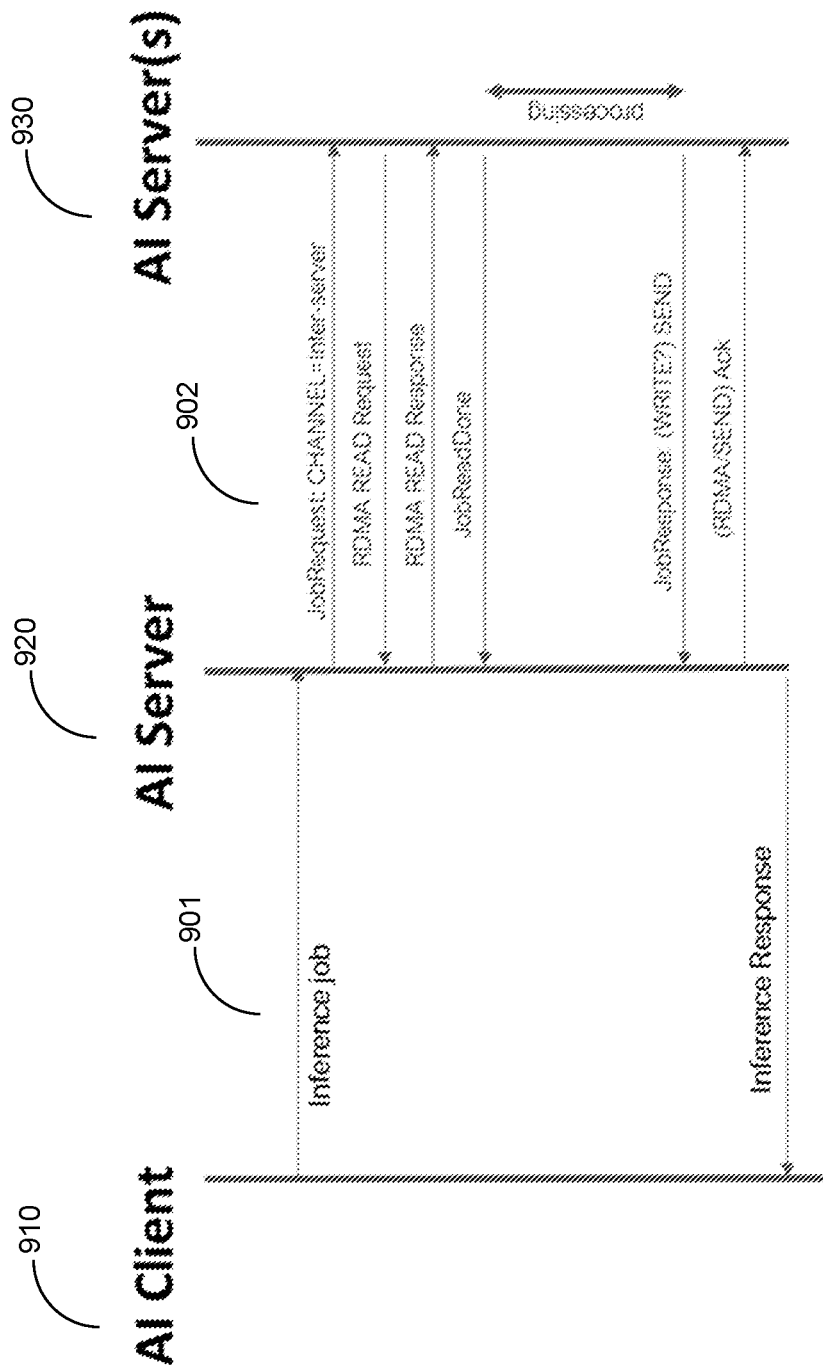 910
920
930
AI Client
AI Server
AI Server(s)
901
902
Inference job
JobRequest: CHANNEL=inter-server
RDMA READ Request
RDMA READ Response
JobReadDone
processing
JobResponse: (WRITE?) SEND
(RDMA/SEND) Ack
Inference Response